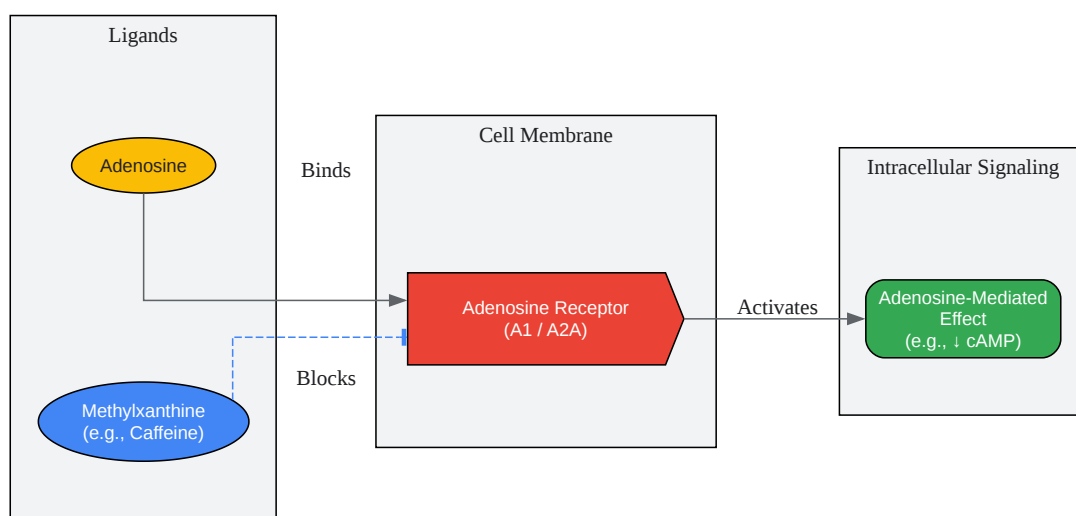 Ligands
Adenosine
Methylxanthine
(e.g., Caffeine)
Binds
Blocks
Cell Membrane
Adenosine Receptor
(A1 / A2A)
Activates
Intracellular Signaling
Adenosine-Mediated
Effect
(e.g., ↓ cAMP)